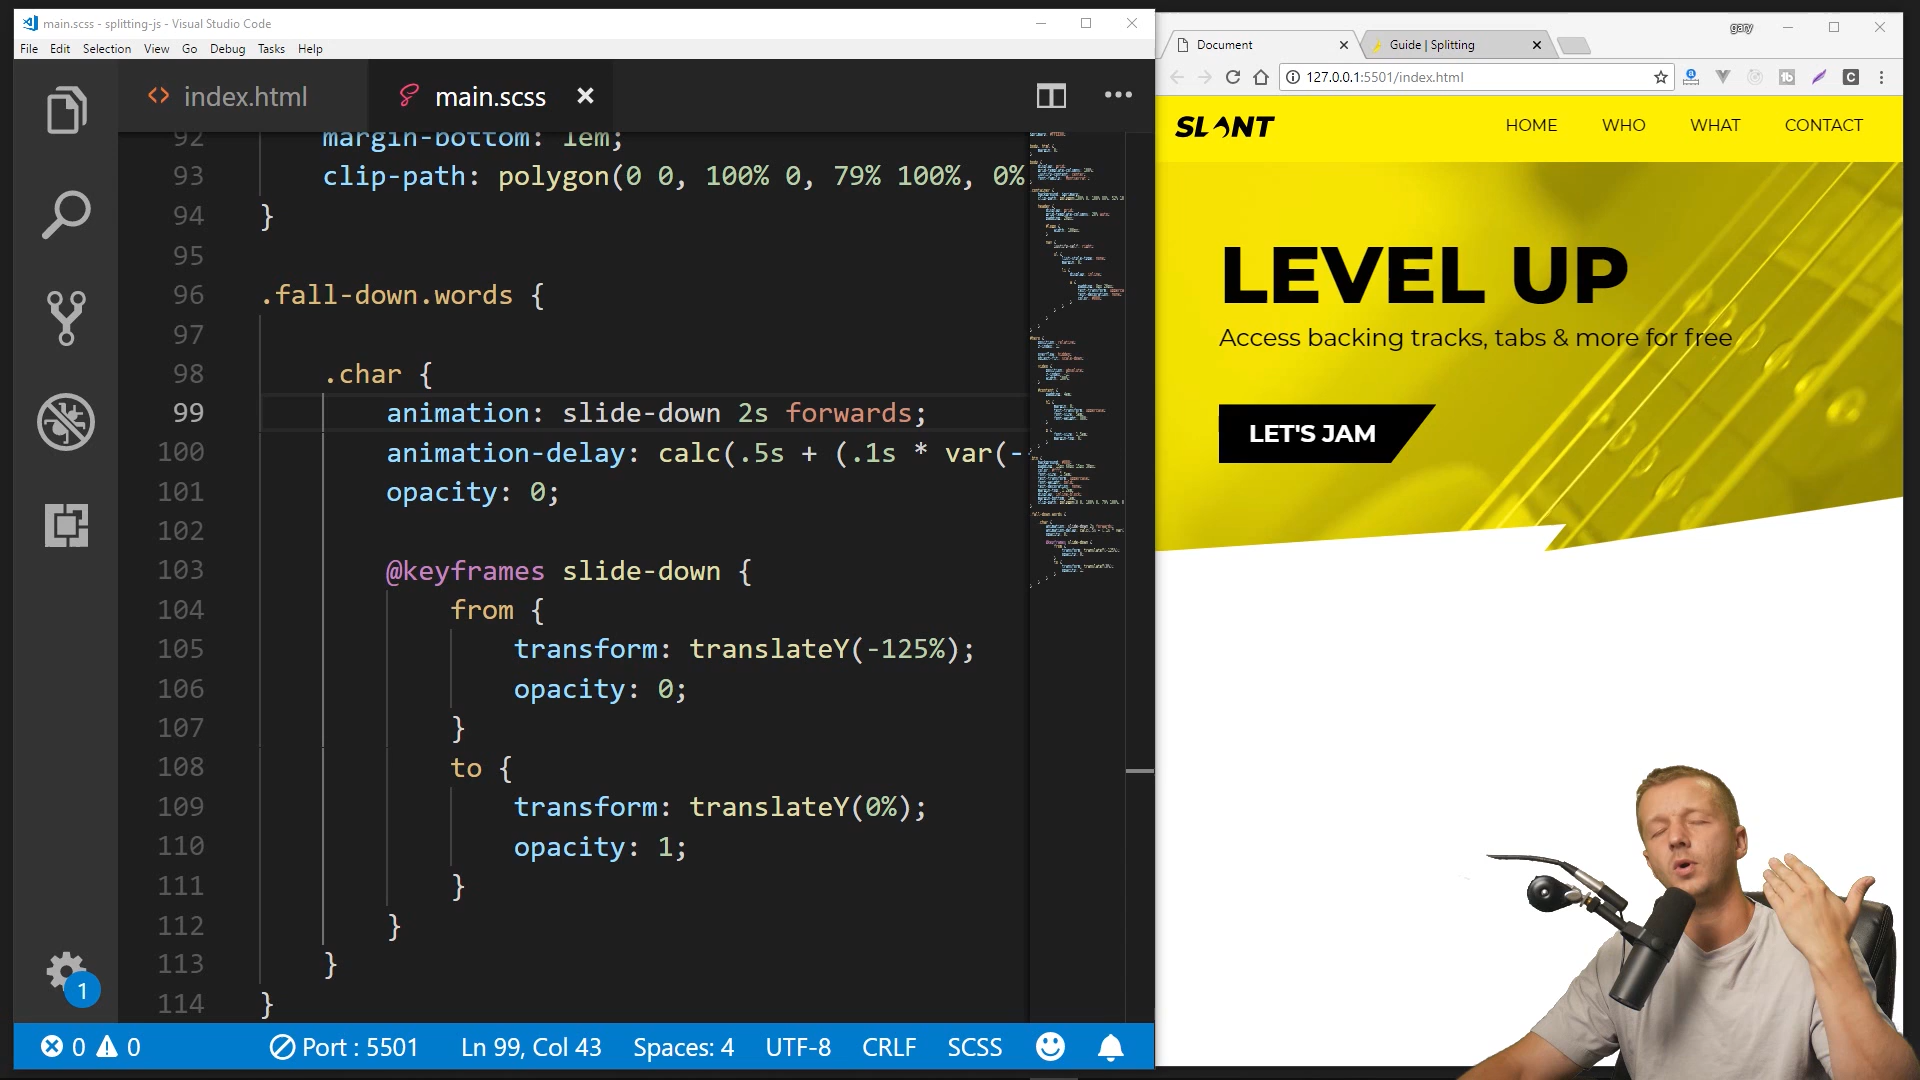 main.scss - splitting-js - Visual Studio Code
File Edit Selection View Go Debug Tasks Help
index.html
main.scss
92 margin-bottom: 1em;
93 clip-path: polygon(0 0, 100% 0, 79% 100%, 0%
94 }
95
96 .fall-down.words {
97
98 .char {
99 animation: slide-down 2s forwards;
100 animation-delay: calc(.5s + (.1s * var(-
101 opacity: 0;
102
103 @keyframes slide-down {
104 from {
105 transform: translateY(-125%);
106 opacity: 0;
107 }
108 to {
109 transform: translateY(0%);
110 opacity: 1;
111 }
112 }
113 }
114 }
1
0 0 Port : 5501 Ln 99, Col 43 Spaces: 4 UTF-8 CRLF SCSS
gary
Document
Guide | Splitting
127.0.0.1:5501/index.html
SLANT
HOME WHO WHAT CONTACT
LEVEL UP
Access backing tracks, tabs & more for free
LET'S JAM